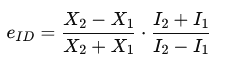 e_{ID} = \frac{X_2 - X_1}{X_2 + X_1} \cdot \frac{I_2 + I_1}{I_2 - I_1}